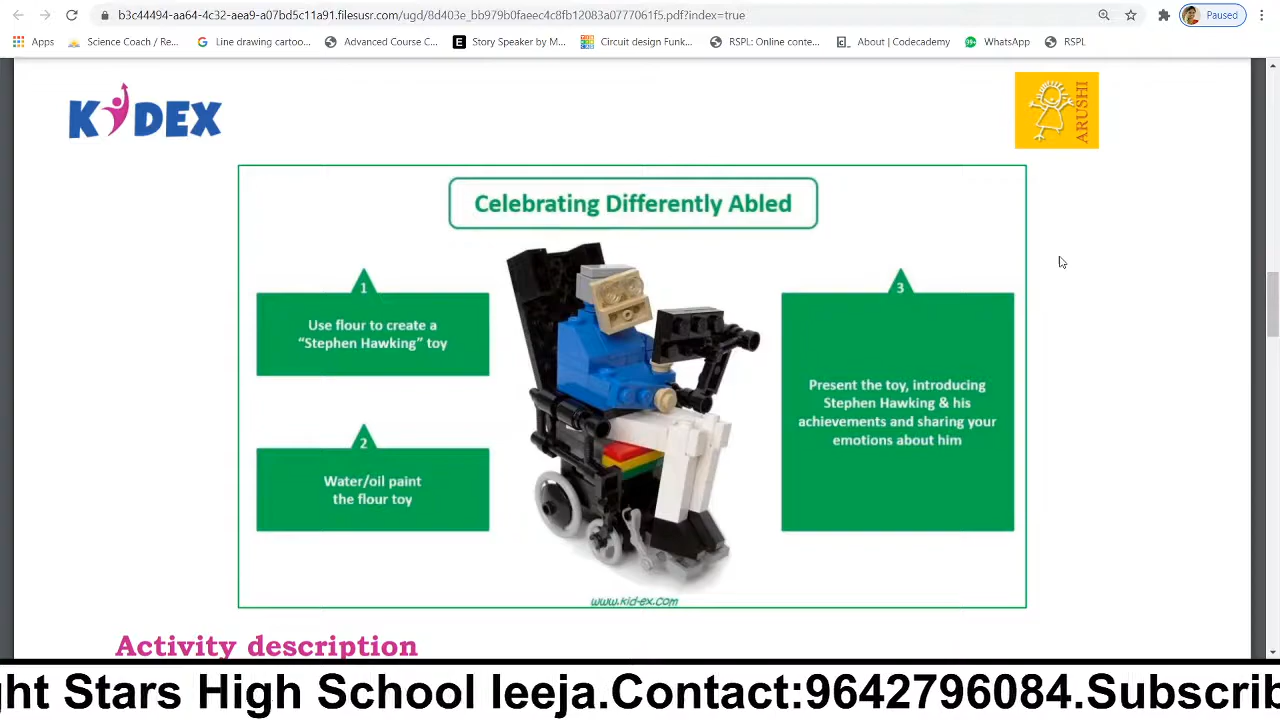 b3c44494-aa64-4c32-aea9-a07bd5c11a91.filesusr.com/ugd/8d403e_bb979bfaeec4c8fb12083a0777061f5.pdf?index=true
Paused
Apps
Science Coach / Re...
Line drawing cartoo...
Advanced Course C...
Story Speaker by M...
Circuit design Funk...
RSPL: Online conte...
About | Codecademy
99+
WhatsApp
RSPL
KIDEX
ARUSHI
Celebrating Differently Abled
1
Use flour to create a
“Stephen Hawking” toy
2
Water/oil paint
the flour toy
3
Present the toy, introducing
Stephen Hawking & his
achievements and sharing your
emotions about him
www.kid-ex.com
Activity description
ght Stars High School Ieeja.Contact:9642796084.Subscrib